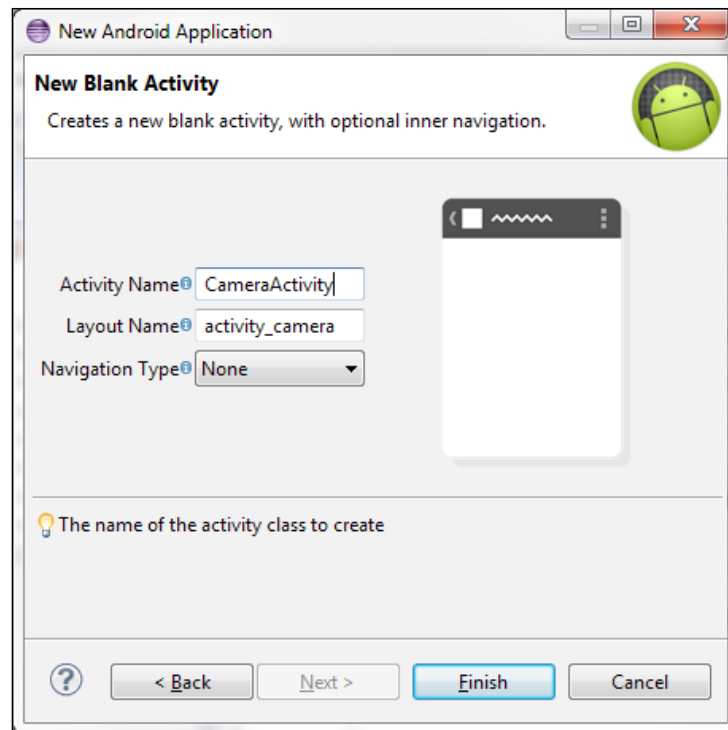 New Android Application
New Blank Activity
Creates a new blank activity, with optional inner navigation.
Activity Name CameraActivity
Layout Name activity_camera
Navigation Type None
The name of the activity class to create
? < Back Next > Finish Cancel